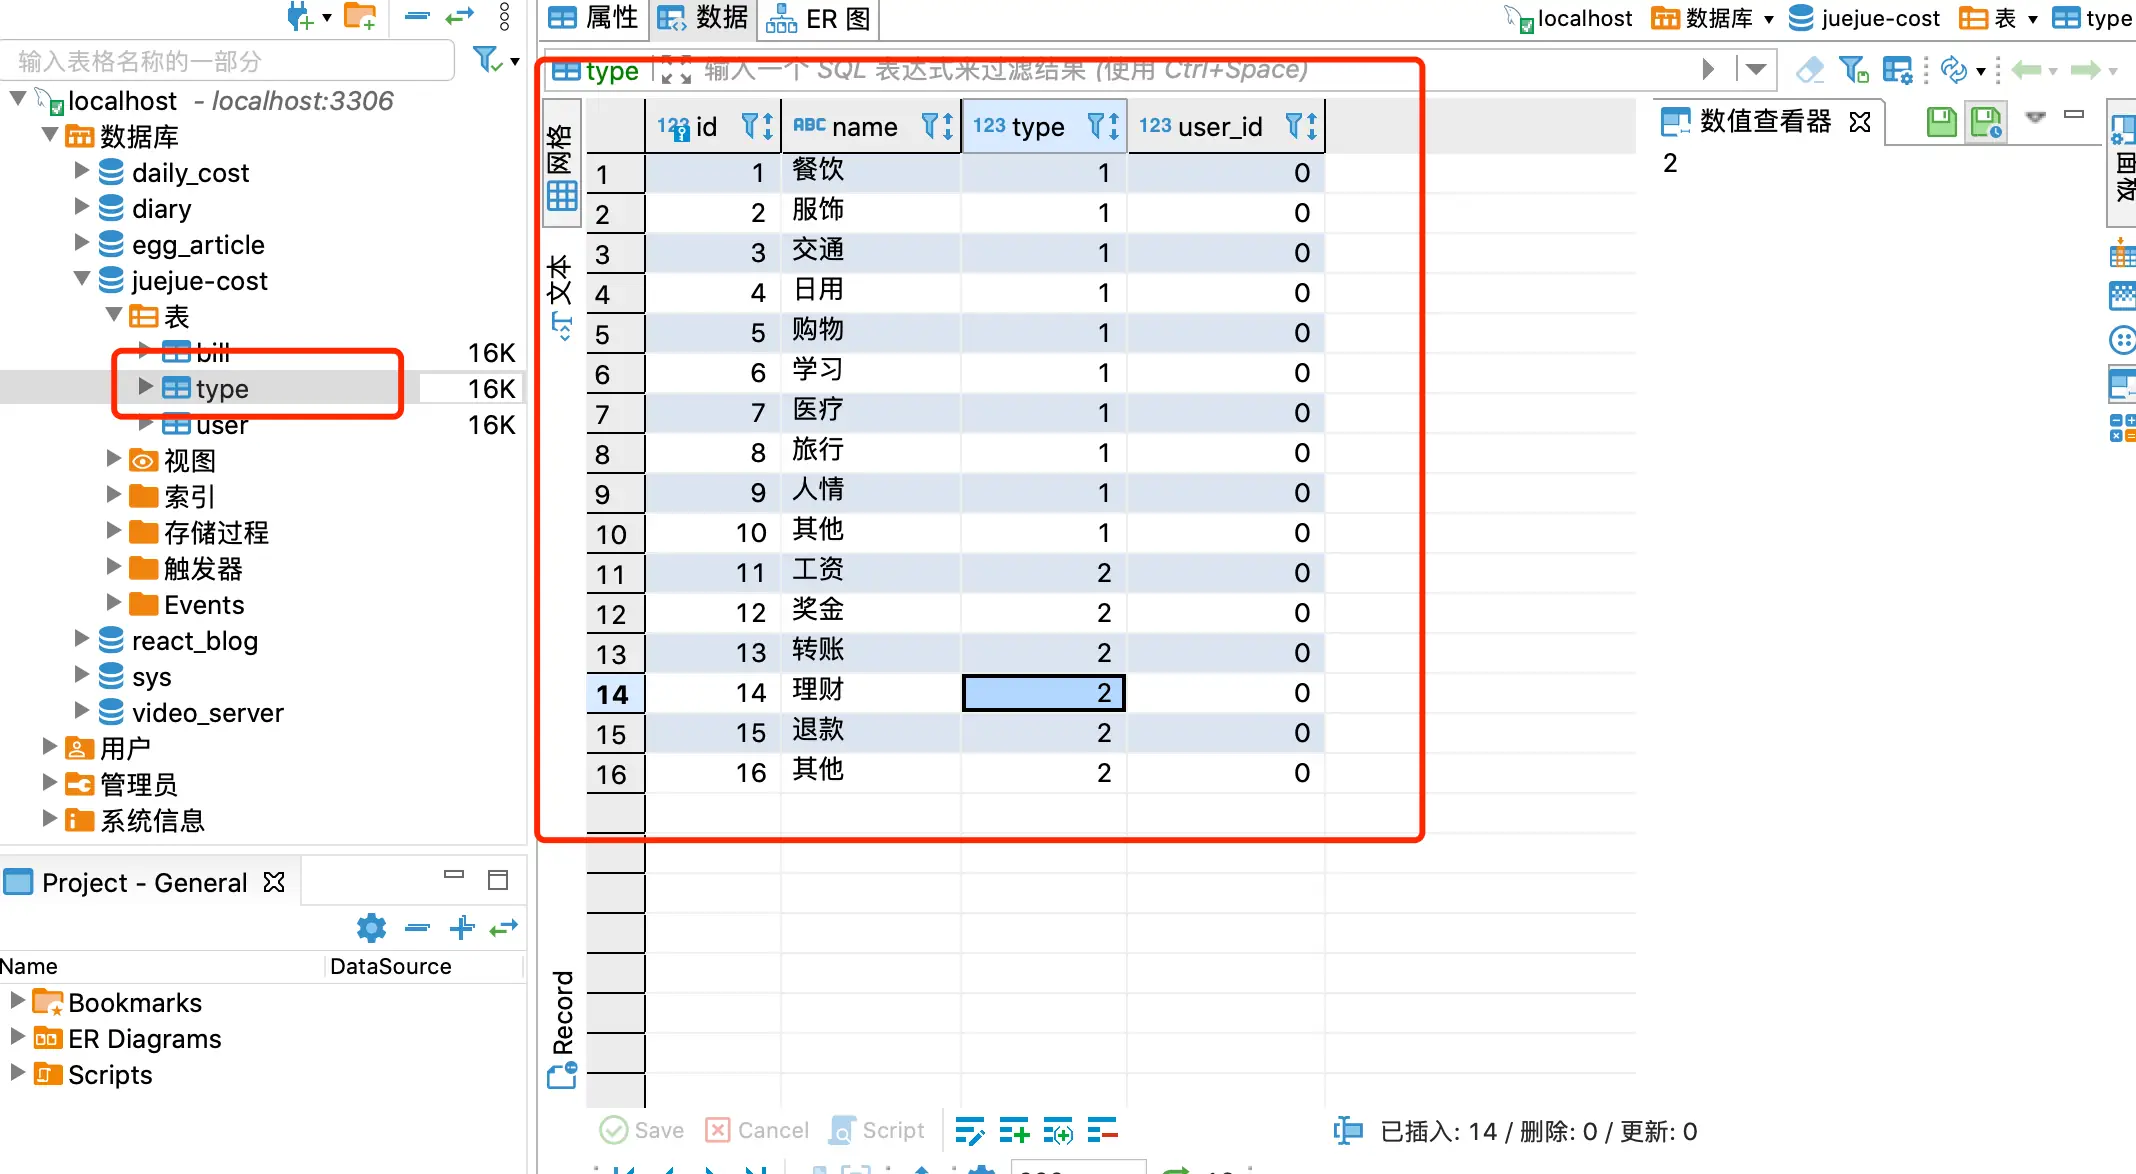 属性 数据 ER 图 localhost 数据库 juejue-cost 表 type
输入表格名称的一部分
type 输入一个 SQL 表达式来过滤结果 (使用 Ctrl+Space)
localhost - localhost:3306
数据库
daily_cost
diary
egg_article
juejue-cost
表
bill 16K
type 16K
user 16K
视图
索引
存储过程
触发器
Events
react_blog
sys
video_server
用户
管理员
系统信息
Project - General
Name DataSource
Bookmarks
ER Diagrams
Scripts
网格
文本
Record
123 id ABC name 123 type 123 user_id
1 1 餐饮 1 0
2 2 服饰 1 0
3 3 交通 1 0
4 4 日用 1 0
5 5 购物 1 0
6 6 学习 1 0
7 7 医疗 1 0
8 8 旅行 1 0
9 9 人情 1 0
10 10 其他 1 0
11 11 工资 2 0
12 12 奖金 2 0
13 13 转账 2 0
14 14 理财 2 0
15 15 退款 2 0
16 16 其他 2 0
数值查看器
2
Save Cancel Script 已插入: 14 / 删除: 0 / 更新: 0